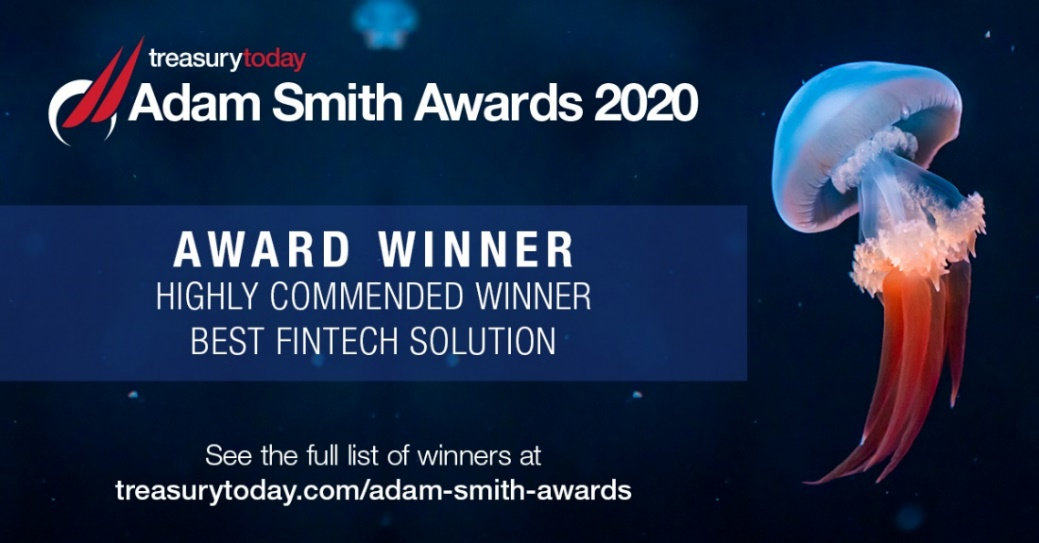 treasurytoday
Adam Smith Awards 2020
AWARD WINNER
HIGHLY COMMENDED WINNER
BEST FINTECH SOLUTION
See the full list of winners at
treasurytoday.com/adam-smith-awards